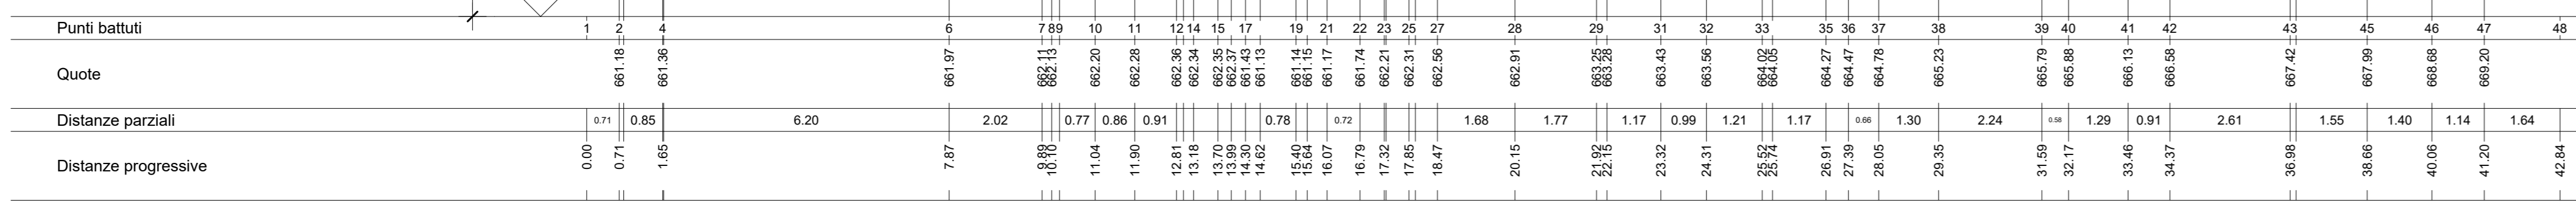 Punti battuti 1 2 4 6 7 8 9 10 11 12 14 15 17 19 21 22 23 25 27 28 29 31 32 33 35 36 37 38 39 40 41 42 43 45 46 47 48
Quote 661.18 661.36 661.97 662.11 662.13 662.20 662.28 662.36 662.34 662.35 662.37 661.43 661.13 661.14 661.15 661.17 661.74 662.21 662.31 662.56 662.91 663.25 663.28 663.43 663.56 664.02 664.05 664.27 664.47 664.78 665.23 665.79 665.88 666.13 666.58 667.42 667.99 668.68 669.20
Distanze parziali 0.71 0.85 6.20 2.02 0.77 0.86 0.91 0.78 0.72 1.68 1.77 1.17 0.99 1.21 1.17 0.66 1.30 2.24 0.58 1.29 0.91 2.61 1.55 1.40 1.14 1.64
Distanze progressive 0.00 0.71 1.65 7.87 9.89 10.10 11.04 11.90 12.81 13.18 13.70 13.99 14.30 14.62 15.40 15.64 16.07 16.79 17.32 17.85 18.47 20.15 21.92 22.15 23.32 24.31 25.52 25.74 26.91 27.39 28.05 29.35 31.59 32.17 33.46 34.37 36.98 38.66 40.06 41.20 42.84